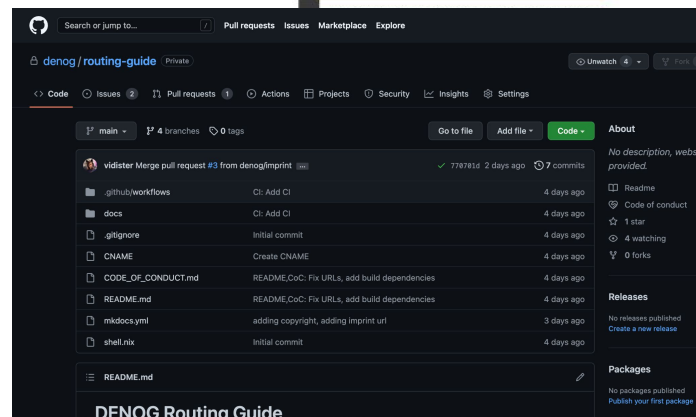 Search or jump to... / Pull requests Issues Marketplace Explore
denog / routing-guide Private Unwatch 4 Fork
<> Code Issues 2 Pull requests 1 Actions Projects Security Insights Settings
main 4 branches 0 tags Go to file Add file Code
vidister Merge pull request #3 from denog/imprint ... 770701d 2 days ago 7 commits
.github/workflows CI: Add CI 4 days ago
docs CI: Add CI 4 days ago
.gitignore Initial commit 4 days ago
CNAME Create CNAME 4 days ago
CODE_OF_CONDUCT.md README,CoC: Fix URLs, add build dependencies 4 days ago
README.md README,CoC: Fix URLs, add build dependencies 4 days ago
mkdocs.yml adding copyright, adding imprint url 3 days ago
shell.nix Initial commit 4 days ago
README.md
DENOG Routing Guide
About
No description, webs
provided.
Readme
Code of conduct
1 star
4 watching
0 forks
Releases
No releases published
Create a new release
Packages
No packages published
Publish your first package